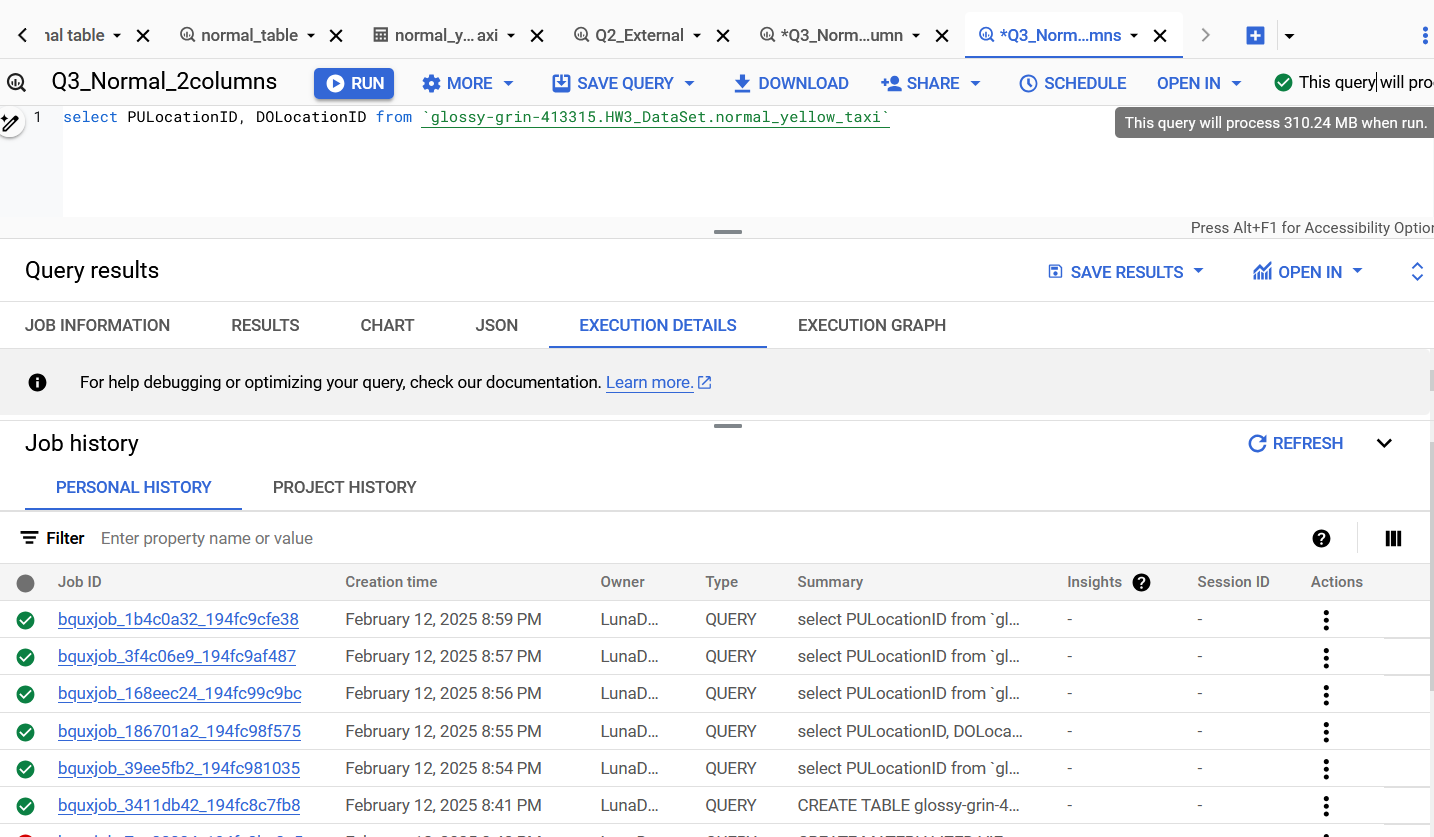 nal table
normal_table
normal_y... axi
Q2_External
*Q3_Norm...umn
*Q3_Norm...mns
Q3_Normal_2columns
RUN
MORE
SAVE QUERY
DOWNLOAD
SHARE
SCHEDULE
OPEN IN
This query will pro
1
select PULocationID, DOLocationID from `glossy-grin-413315.HW3_DataSet.normal_yellow_taxi`
This query will process 310.24 MB when run.
Press Alt+F1 for Accessibility Option
Query results
SAVE RESULTS
OPEN IN
JOB INFORMATION
RESULTS
CHART
JSON
EXECUTION DETAILS
EXECUTION GRAPH
For help debugging or optimizing your query, check our documentation. Learn more.
Job history
REFRESH
PERSONAL HISTORY
PROJECT HISTORY
Filter Enter property name or value
Job ID Creation time Owner Type Summary Insights Session ID Actions
bquxjob_1b4c0a32_194fc9cfe38 February 12, 2025 8:59 PM LunaD... QUERY select PULocationID from `gl... - -
bquxjob_3f4c06e9_194fc9af487 February 12, 2025 8:57 PM LunaD... QUERY select PULocationID from `gl... - -
bquxjob_168eec24_194fc99c9bc February 12, 2025 8:56 PM LunaD... QUERY select PULocationID from `gl... - -
bquxjob_186701a2_194fc98f575 February 12, 2025 8:55 PM LunaD... QUERY select PULocationID, DOLoca... - -
bquxjob_39ee5fb2_194fc981035 February 12, 2025 8:54 PM LunaD... QUERY select PULocationID from `gl... - -
bquxjob_3411db42_194fc8c7fb8 February 12, 2025 8:41 PM LunaD... QUERY CREATE TABLE glossy-grin-4... - -